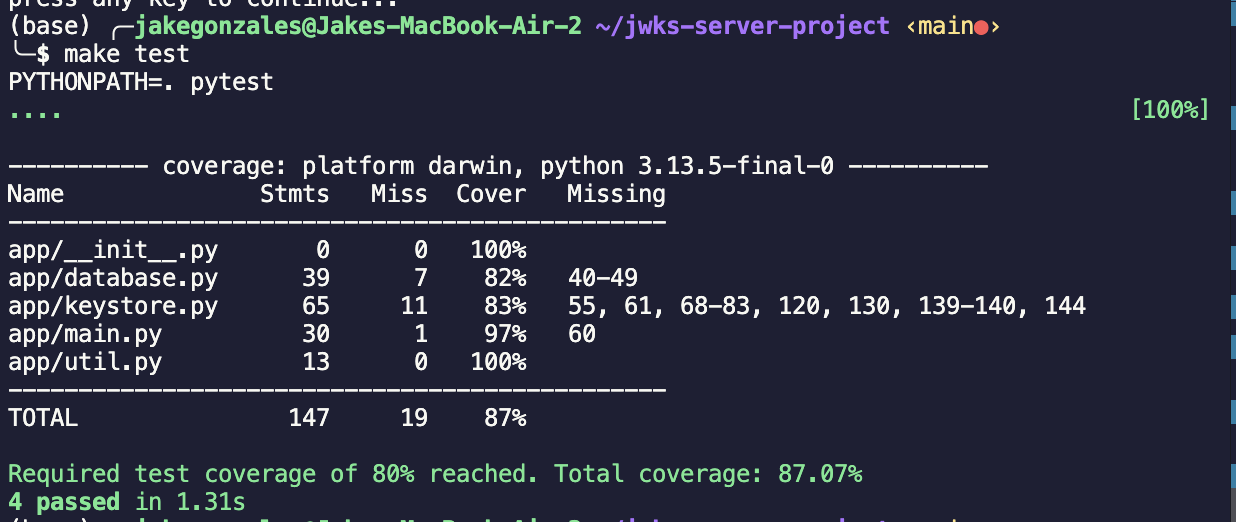 press any key to continue...
(base) ╭─jakegonzales@Jakes-MacBook-Air-2 ~/jwks-server-project ‹main●›
╰─$ make test
PYTHONPATH=. pytest
.... [100%]
---------- coverage: platform darwin, python 3.13.5-final-0 ----------
Name Stmts Miss Cover Missing
-----------------------------------------------
app/__init__.py 0 0 100%
app/database.py 39 7 82% 40-49
app/keystore.py 65 11 83% 55, 61, 68-83, 120, 130, 139-140, 144
app/main.py 30 1 97% 60
app/util.py 13 0 100%
-----------------------------------------------
TOTAL 147 19 87%
Required test coverage of 80% reached. Total coverage: 87.07%
4 passed in 1.31s